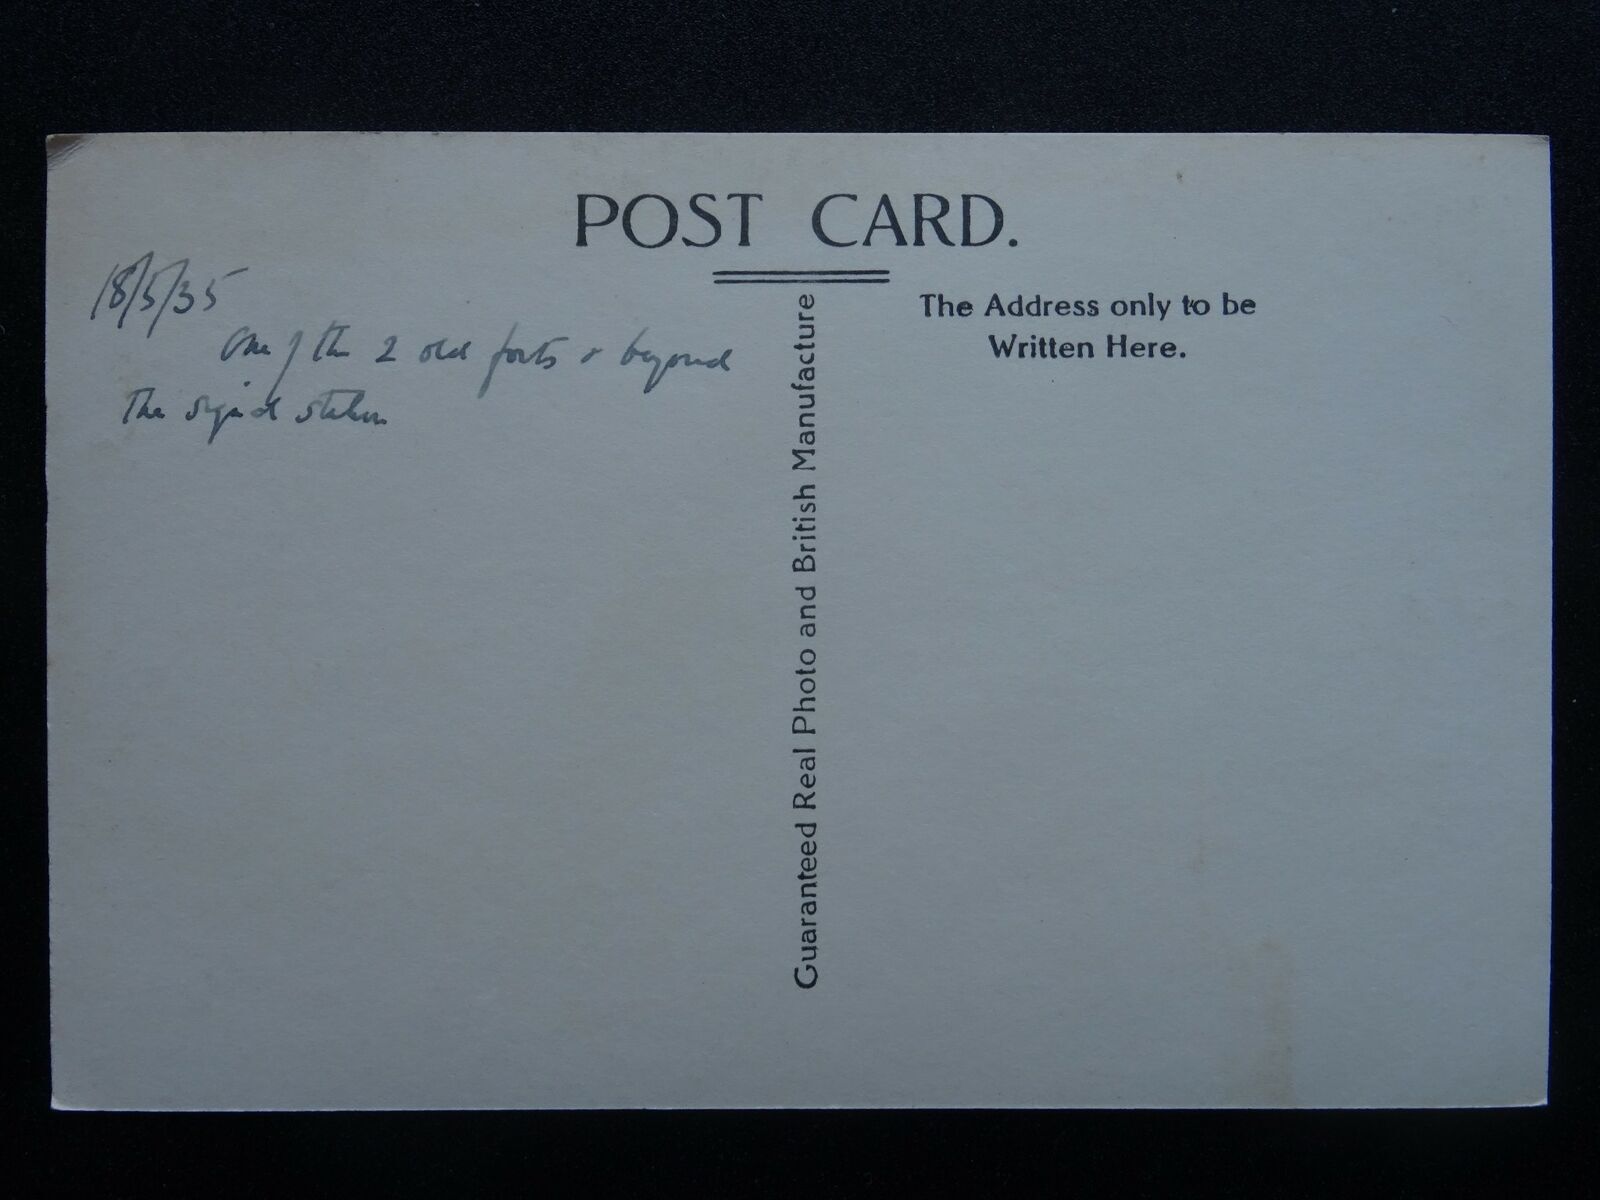 POST CARD.
The Address only to be
Written Here.
Guaranteed Real Photo and British Manufacture
18/5/35
One of the 2 old forts & beyond
The signal station